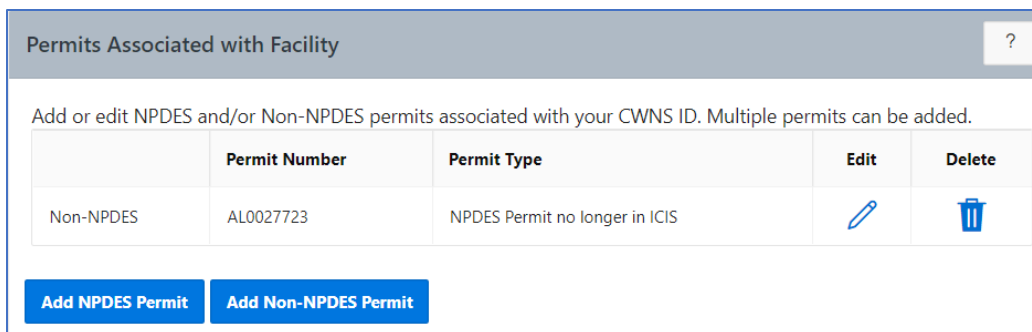 Permits Associated with Facility
?
Add or edit NPDES and/or Non-NPDES permits associated with your CWNS ID. Multiple permits can be added.
Permit Number Permit Type Edit Delete
Non-NPDES AL0027723 NPDES Permit no longer in ICIS
Add NPDES Permit Add Non-NPDES Permit